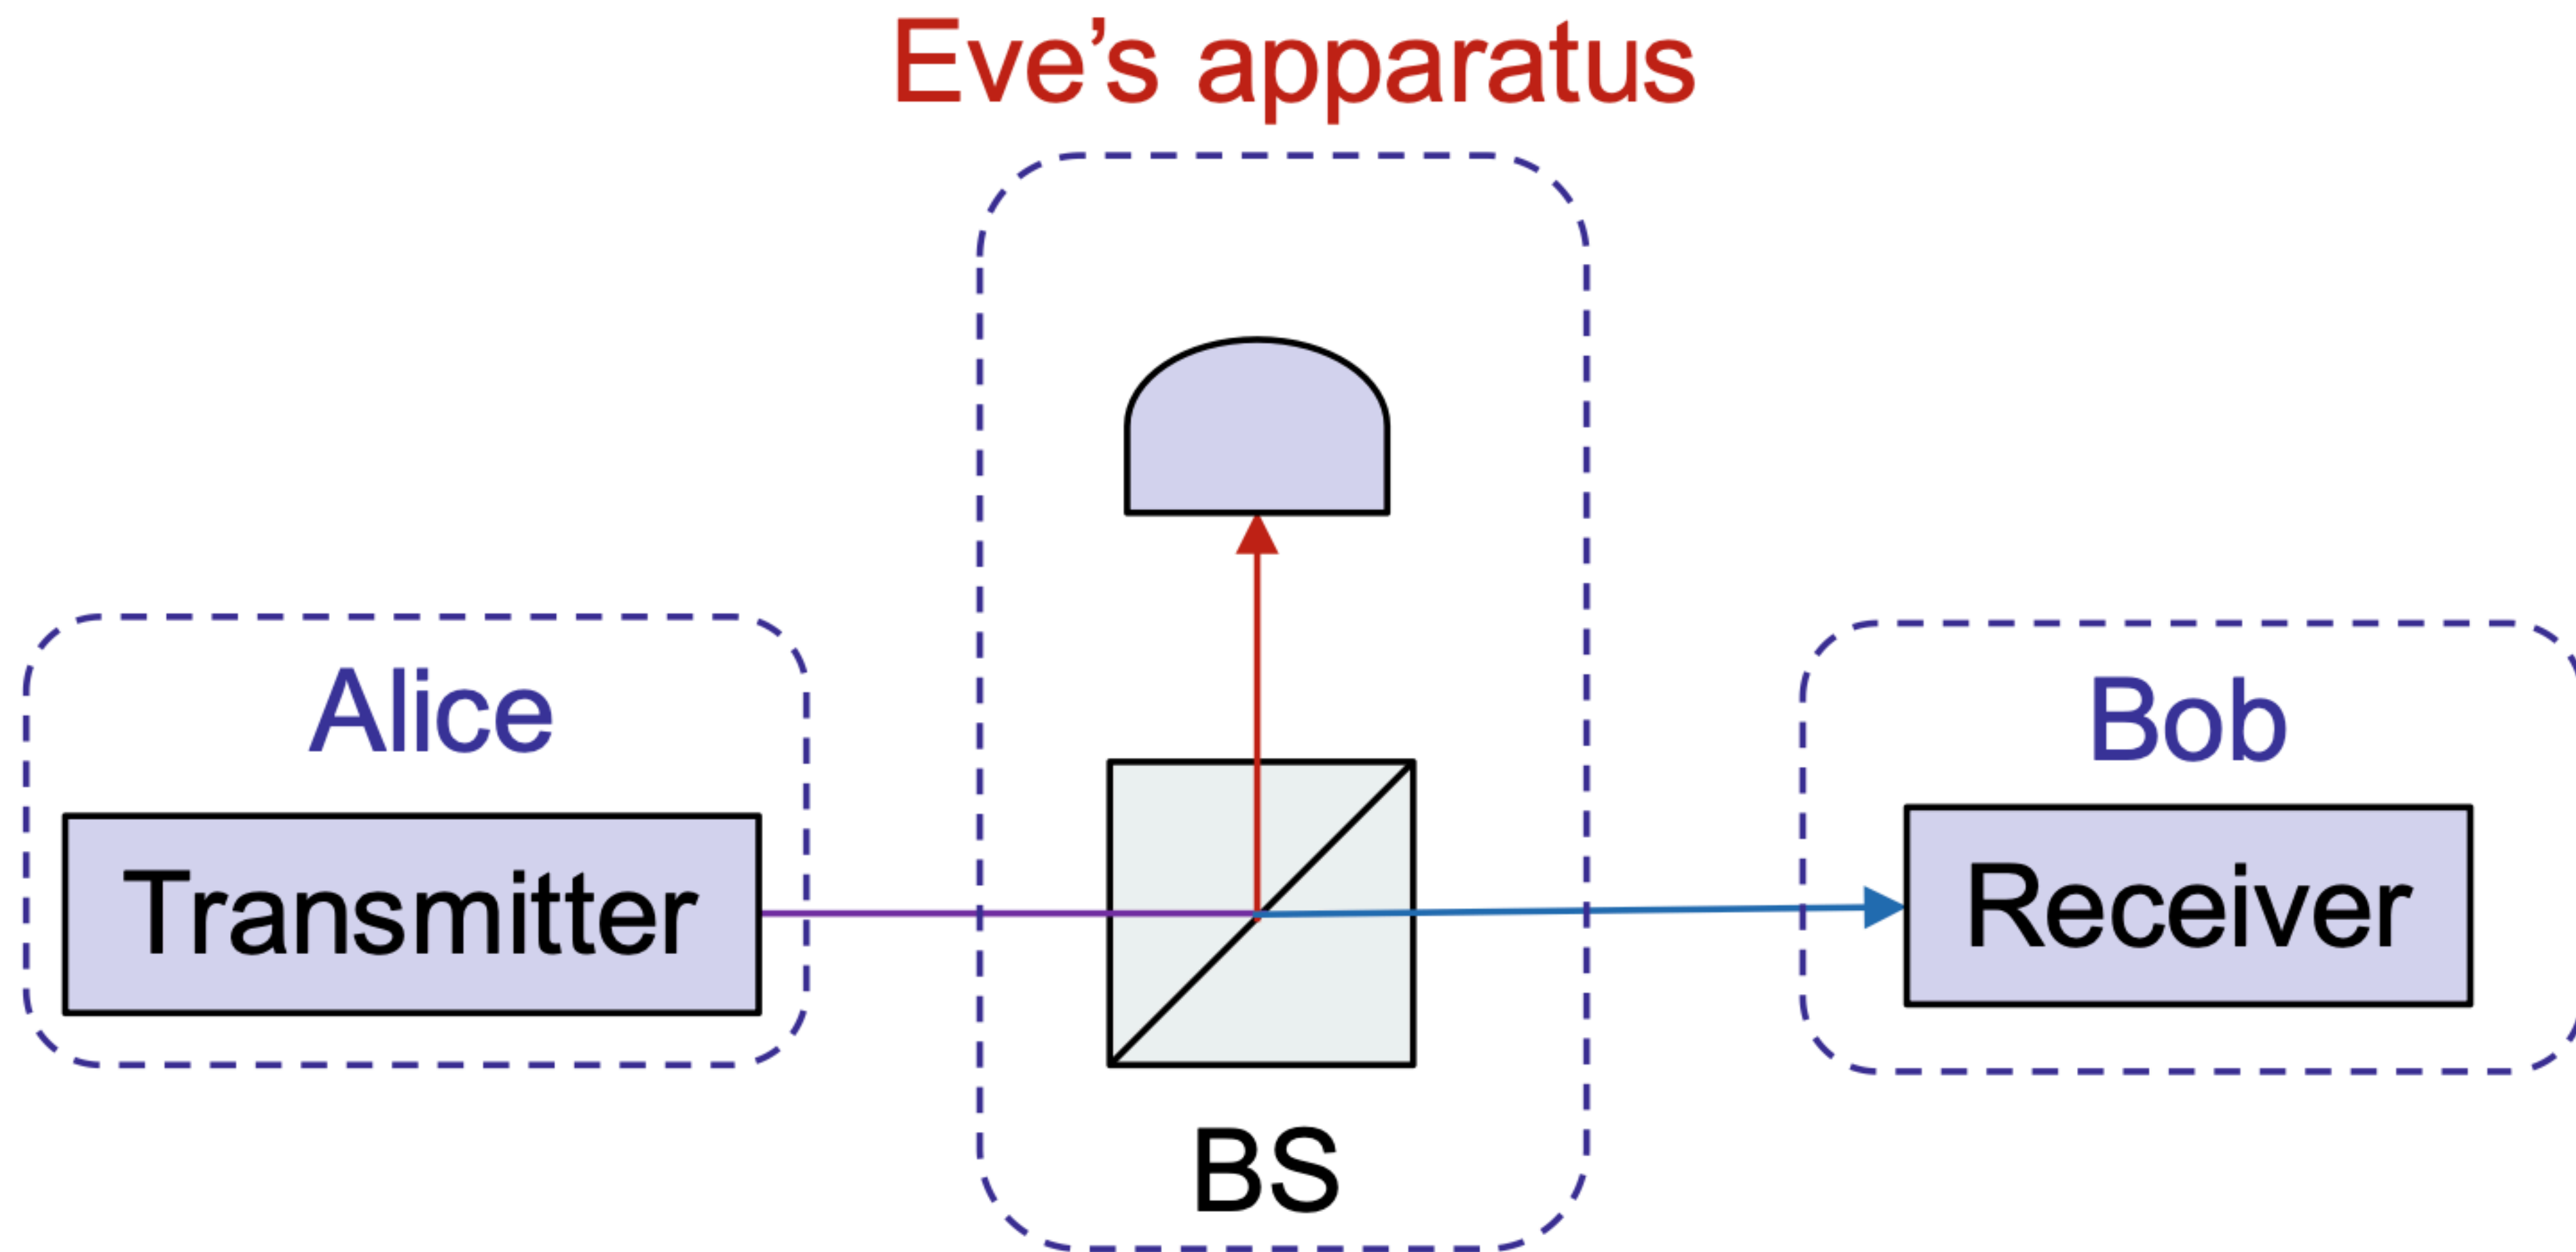 Eve’s apparatus
Alice
Transmitter
BS
Bob
Receiver